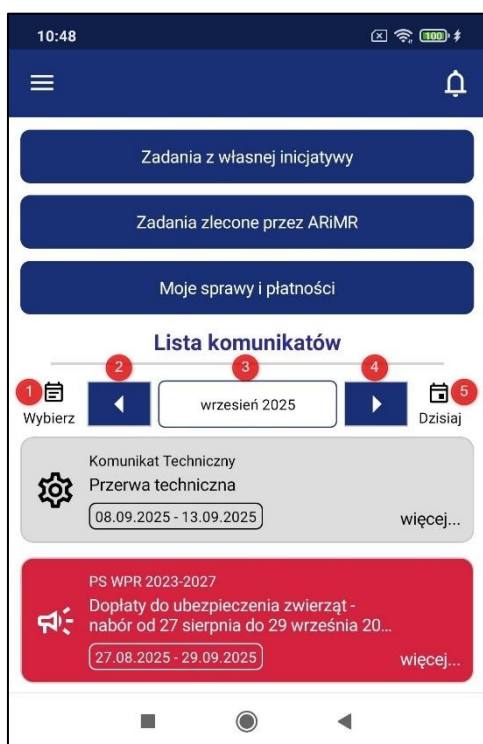 10:48
100
Zadania z własnej inicjatywy
Zadania zlecone przez ARiMR
Moje sprawy i płatności
Lista komunikatów
2 3 4
1 5
wrzesień 2025
Wybierz Dzisiaj
Komunikat Techniczny
Przerwa techniczna
08.09.2025 - 13.09.2025
więcej...
PS WPR 2023-2027
Dopłaty do ubezpieczenia zwierząt -
nabór od 27 sierpnia do 29 września 20...
27.08.2025 - 29.09.2025
więcej...